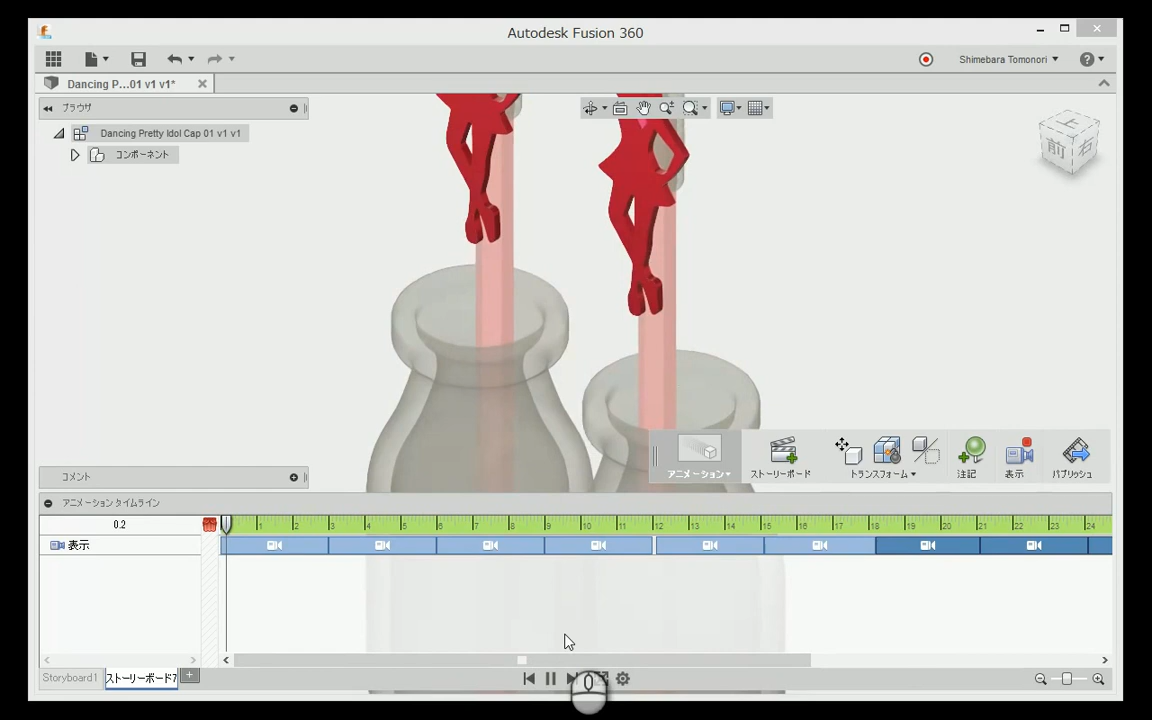 Autodesk Fusion 360
Shimebara Tomonori
Dancing P...01 v1 v1*
ブラウザ
Dancing Pretty Idol Cap 01 v1 v1
コンポーネント
上
前 右
アニメーション ストーリーボード トランスフォーム 注記 表示 パブリッシュ
コメント
アニメーションタイムライン
0.2 1 2 3 4 5 6 7 8 9 10 11 12 13 14 15 16 17 18 19 20 21 22 23 24
表示
Storyboard1 ストーリーボード7